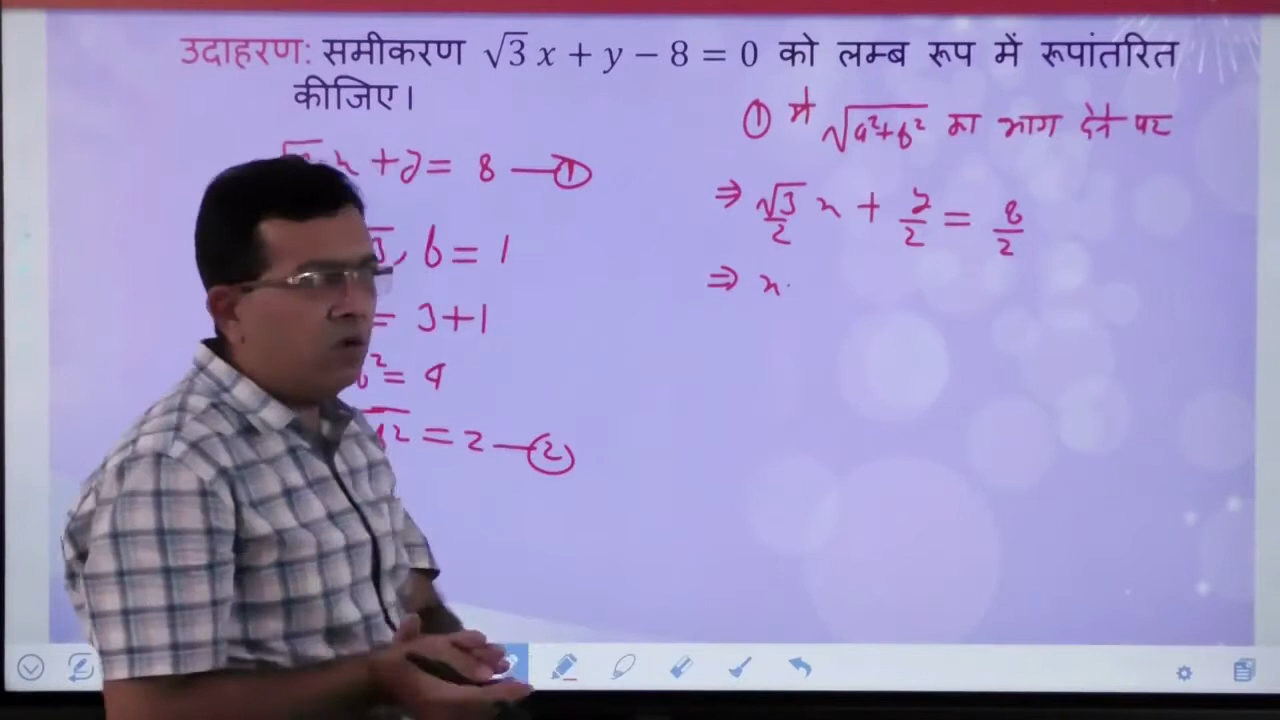 उदाहरण: समीकरण √3 x + y − 8 = 0 को लम्ब रूप में रूपांतरित
कीजिए।
x + y = 8 — ①
, b = 1
= 3+1
b² = 4
= 2 — ②
① में √a²+b² का भाग देने पर
⇒ √3/2 x + y/2 = 8/2
⇒ x.